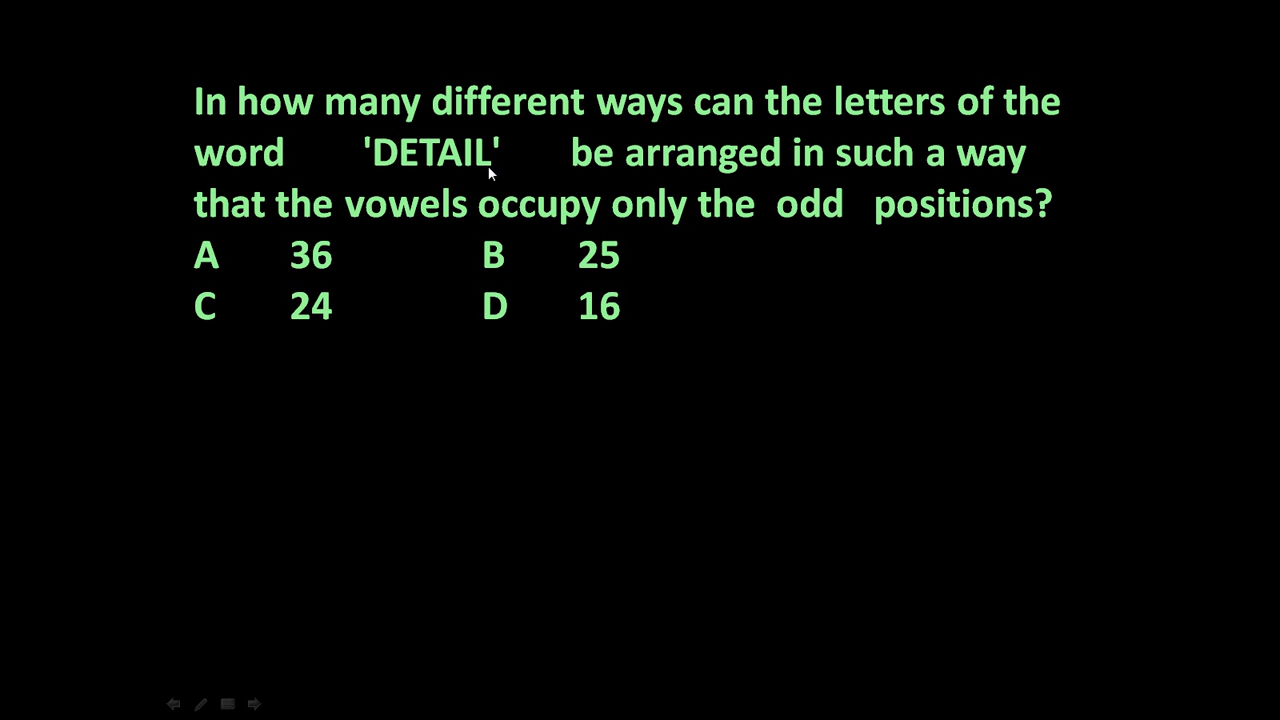 In how many different ways can the letters of the
word 'DETAIL' be arranged in such a way
that the vowels occupy only the odd positions?
A 36 B 25
C 24 D 16